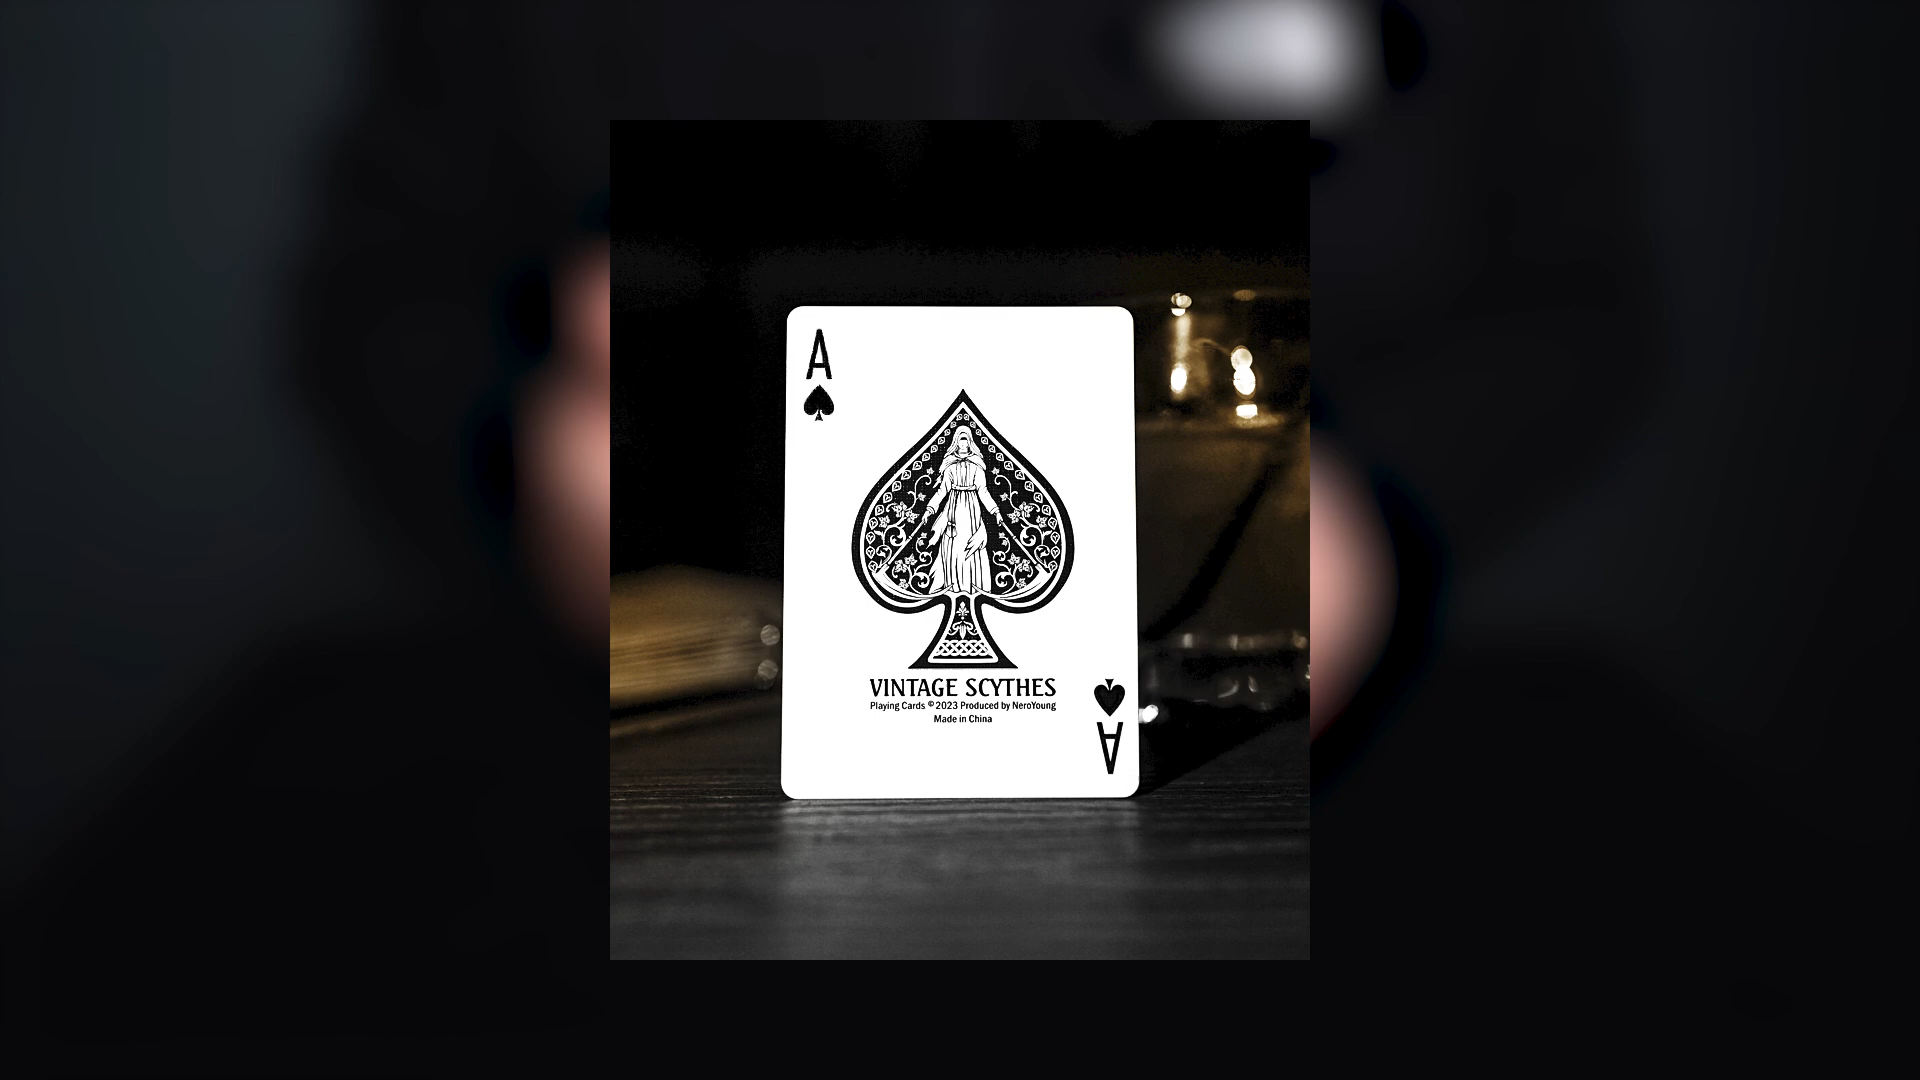 A
VINTAGE SCYTHES
Playing Cards © 2023 Produced by NeroYoung
Made in China
A